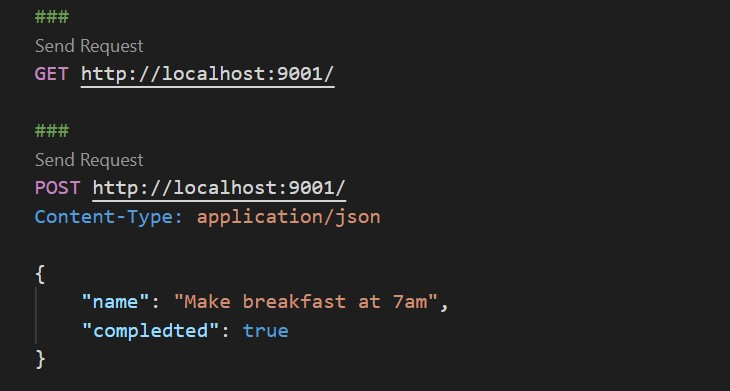 ###
Send Request
GET http://localhost:9001/
###
Send Request
POST http://localhost:9001/
Content-Type: application/json
{
"name": "Make breakfast at 7am",
"compledted": true
}